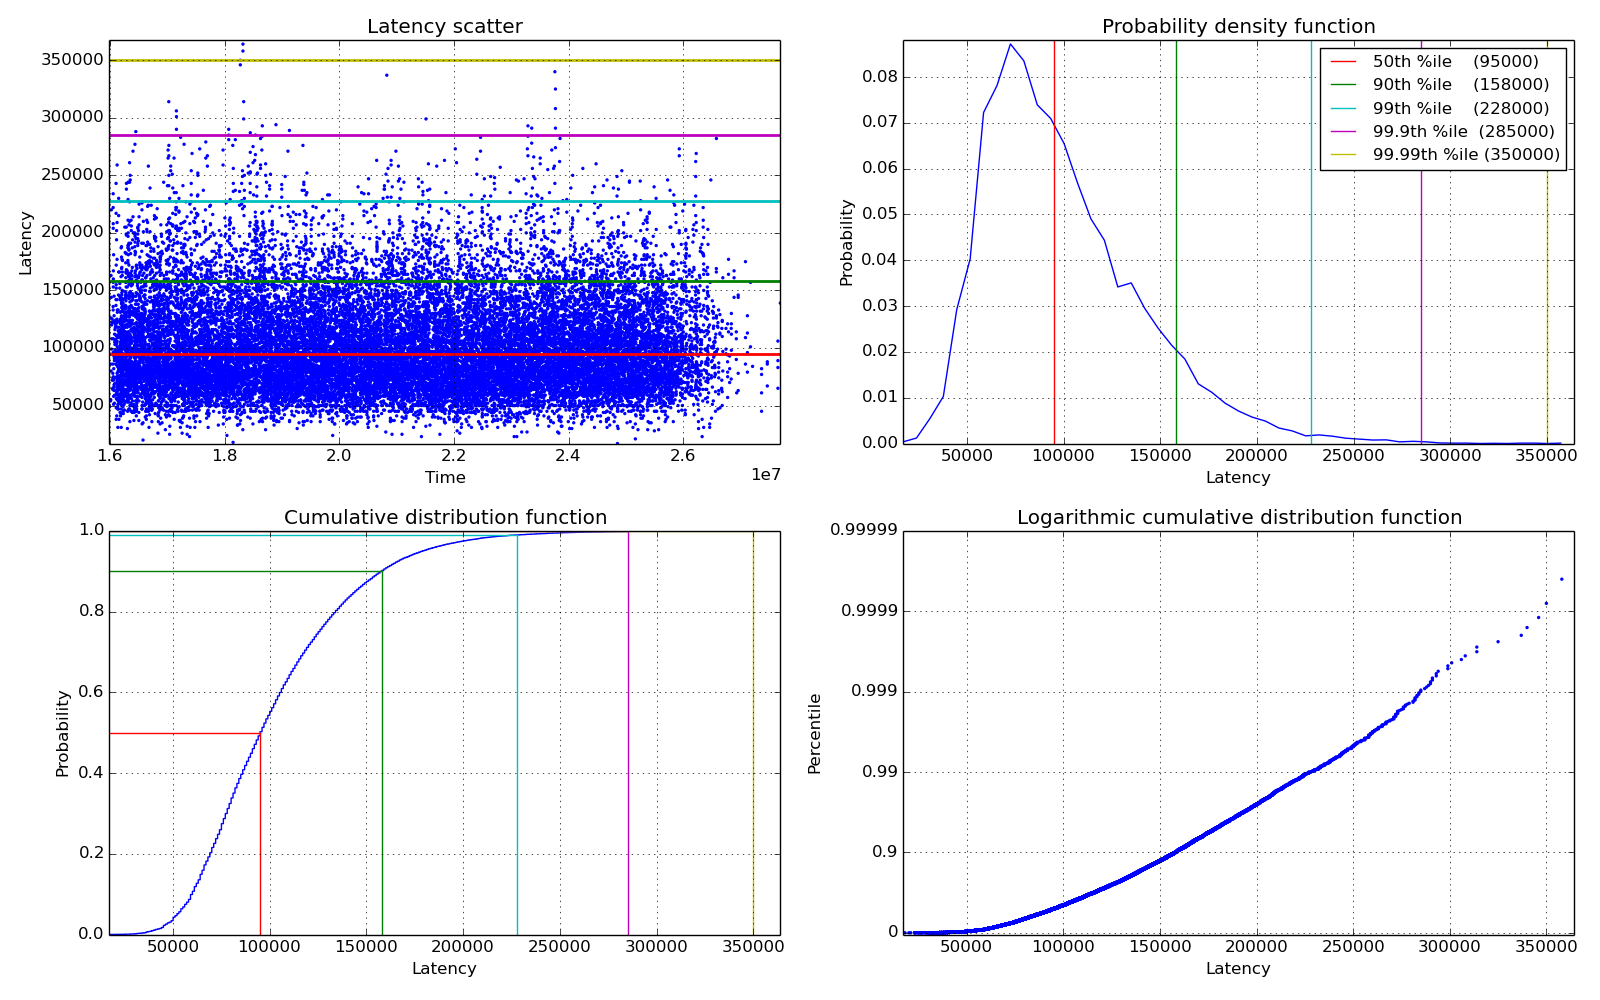 Latency scatter
350000
300000
250000
200000
150000
100000
50000
Latency
1.6 1.8 2.0 2.2 2.4 2.6
1e7
Time
Probability density function
50th %ile (95000)
90th %ile (158000)
99th %ile (228000)
99.9th %ile (285000)
99.99th %ile (350000)
0.08
0.07
0.06
0.05
0.04
0.03
0.02
0.01
0.00
Probability
50000 100000 150000 200000 250000 300000 350000
Latency
Cumulative distribution function
1.0
0.8
0.6
0.4
0.2
0.0
Probability
50000 100000 150000 200000 250000 300000 350000
Latency
Logarithmic cumulative distribution function
0.99999
0.9999
0.999
0.99
0.9
0
Percentile
50000 100000 150000 200000 250000 300000 350000
Latency